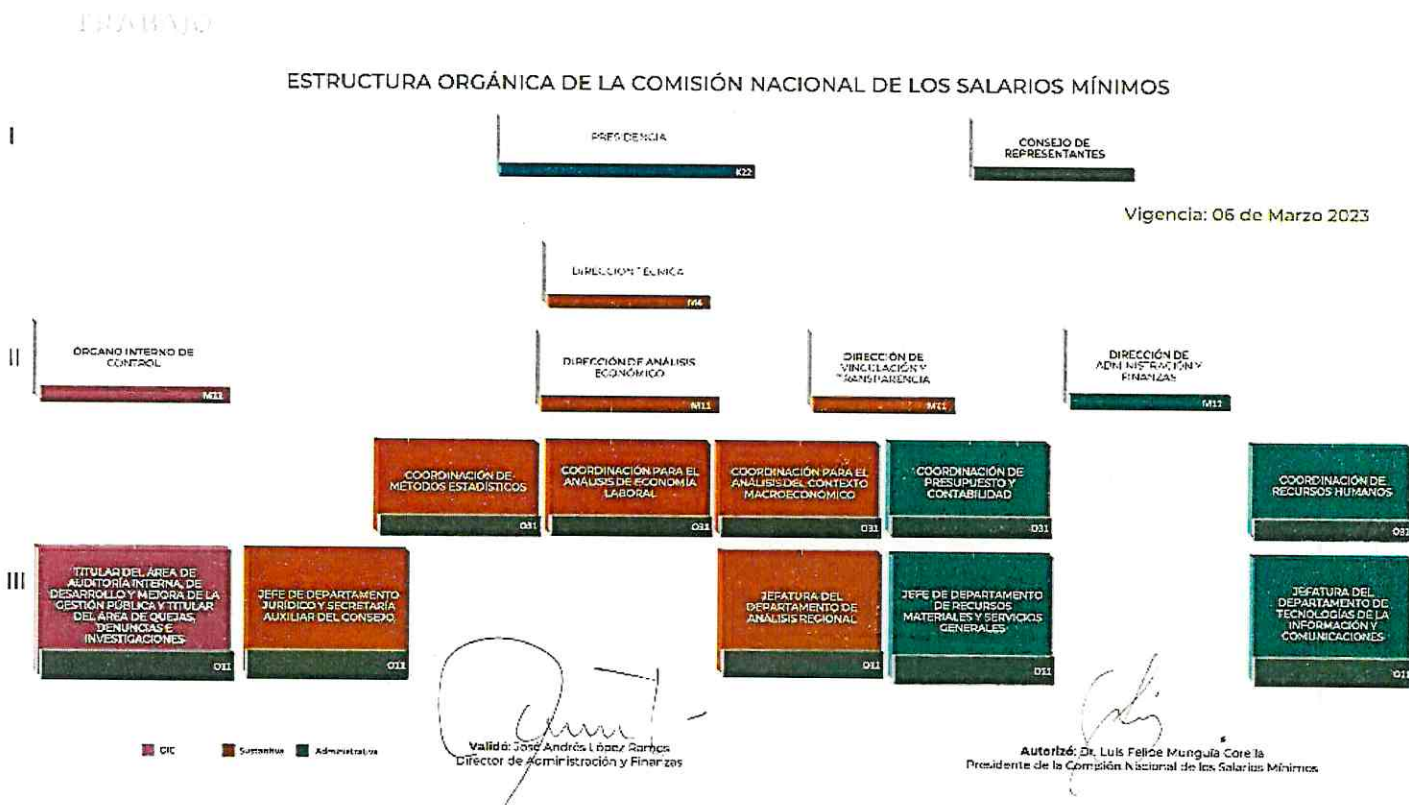 TRABAJO
ESTRUCTURA ORGÁNICA DE LA COMISIÓN NACIONAL DE LOS SALARIOS MÍNIMOS
I
PRESIDENCIA
K22
CONSEJO DE
REPRESENTANTES
Vigencia: 06 de Marzo 2023
DIRECCIÓN TÉCNICA
M4
II
ÓRGANO INTERNO DE
CONTROL
M11
DIRECCIÓN DE ANÁLISIS
ECONÓMICO
M11
DIRECCIÓN DE
VINCULACIÓN Y
TRANSPARENCIA
M11
DIRECCIÓN DE
ADMINISTRACIÓN Y
FINANZAS
M11
COORDINACIÓN DE
MÉTODOS ESTADÍSTICOS
O31
COORDINACIÓN PARA EL
ANÁLISIS DE ECONOMÍA
LABORAL
O31
COORDINACIÓN PARA EL
ANÁLISIS DEL CONTEXTO
MACROECONÓMICO
O31
COORDINACIÓN DE
PRESUPUESTO Y
CONTABILIDAD
O31
COORDINACIÓN DE
RECURSOS HUMANOS
O31
III
TITULAR DEL ÁREA DE
AUDITORÍA INTERNA, DE
DESARROLLO Y MEJORA DE LA
GESTIÓN PÚBLICA Y TITULAR
DEL ÁREA DE QUEJAS,
DENUNCIAS E
INVESTIGACIONES
O11
JEFE DE DEPARTAMENTO
JURÍDICO Y SECRETARÍA
AUXILIAR DEL CONSEJO
O11
JEFATURA DEL
DEPARTAMENTO DE
ANÁLISIS REGIONAL
O11
JEFE DE DEPARTAMENTO
DE RECURSOS
MATERIALES Y SERVICIOS
GENERALES
O11
JEFATURA DEL
DEPARTAMENTO DE
TECNOLOGÍAS DE LA
INFORMACIÓN Y
COMUNICACIONES
O11
OIC
Sustantiva
Administrativa
Validó: José Andrés López Ramos
Director de Administración y Finanzas
Autorizó: Dr. Luis Felipe Munguía Corella
Presidente de la Comisión Nacional de los Salarios Mínimos